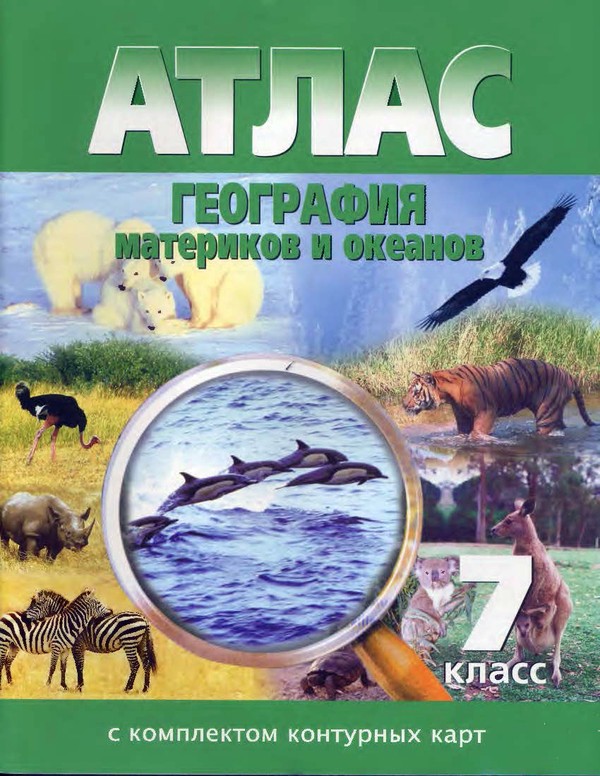 АТЛАС
ГЕОГРАФИЯ
материков и океанов
7
класс
с комплектом контурных карт